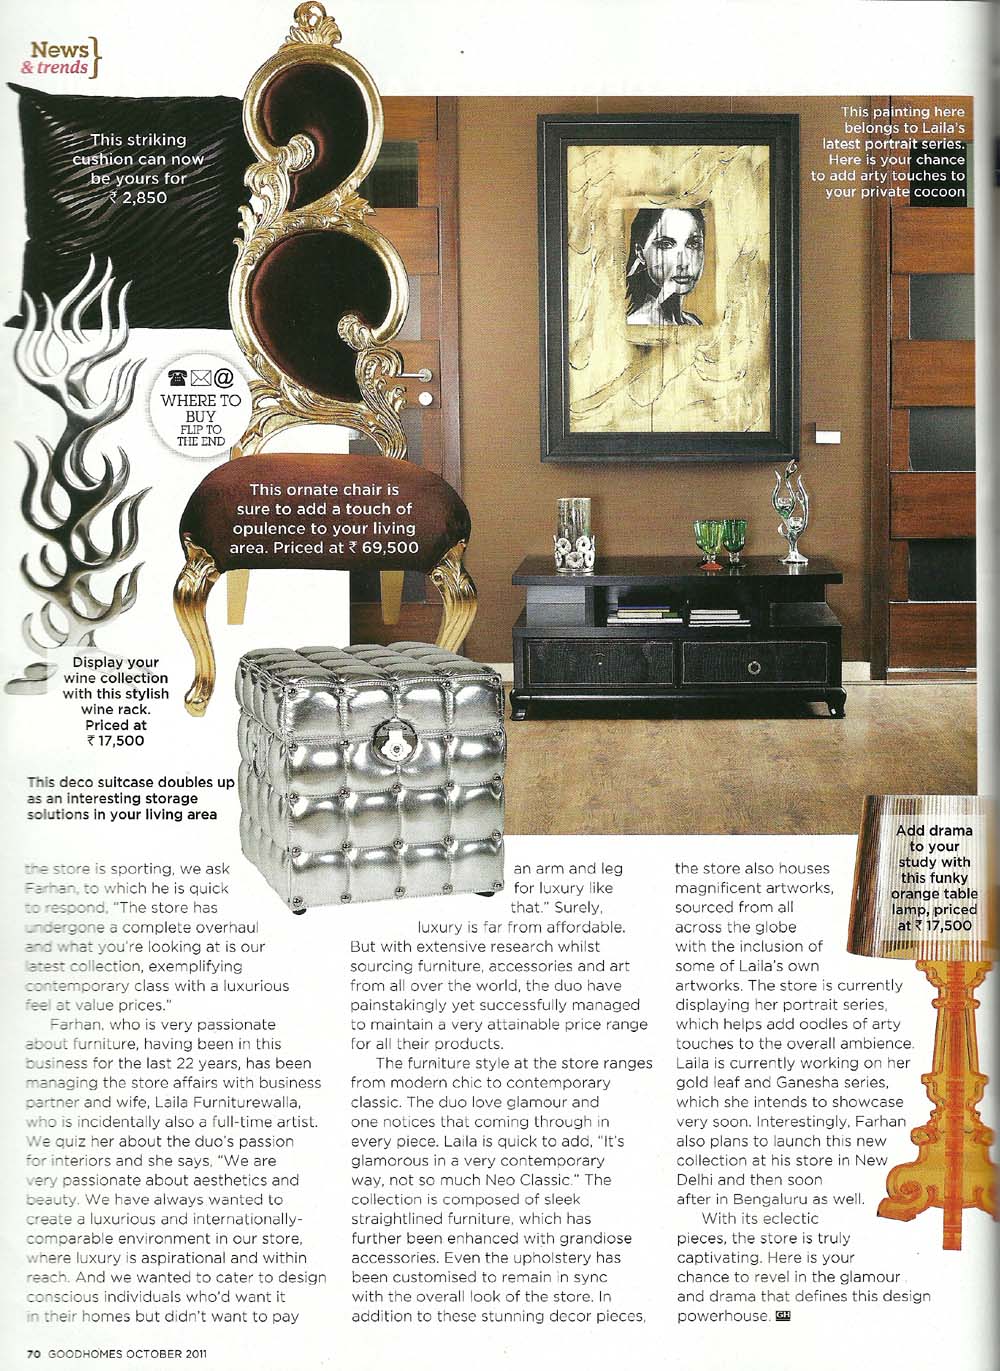 News
& trends
This striking
cushion can now
be yours for
₹ 2,850
This painting here
belongs to Laila's
latest portrait series.
Here is your chance
to add arty touches to
your private cocoon
WHERE TO
BUY
FLIP TO
THE END
This ornate chair is
sure to add a touch of
opulence to your living
area. Priced at ₹ 69,500
Display your
wine collection
with this stylish
wine rack.
Priced at
₹ 17,500
This deco suitcase doubles up
as an interesting storage
solutions in your living area
Add drama
to your
study with
this funky
orange table
lamp, priced
at ₹ 17,500
the store is sporting, we ask
Farhan, to which he is quick
to respond, "The store has
undergone a complete overhaul
and what you're looking at is our
latest collection, exemplifying
contemporary class with a luxurious
feel at value prices."
Farhan, who is very passionate
about furniture, having been in this
business for the last 22 years, has been
managing the store affairs with business
partner and wife, Laila Furniturewalla,
who is incidentally also a full-time artist.
We quiz her about the duo's passion
for interiors and she says, "We are
very passionate about aesthetics and
beauty. We have always wanted to
create a luxurious and internationally-
comparable environment in our store,
where luxury is aspirational and within
reach. And we wanted to cater to design
conscious individuals who'd want it
in their homes but didn't want to pay
an arm and leg
for luxury like
that." Surely,
luxury is far from affordable.
But with extensive research whilst
sourcing furniture, accessories and art
from all over the world, the duo have
painstakingly yet successfully managed
to maintain a very attainable price range
for all their products.
The furniture style at the store ranges
from modern chic to contemporary
classic. The duo love glamour and
one notices that coming through in
every piece. Laila is quick to add, "It's
glamorous in a very contemporary
way, not so much Neo Classic." The
collection is composed of sleek
straightlined furniture, which has
further been enhanced with grandiose
accessories. Even the upholstery has
been customised to remain in sync
with the overall look of the store. In
addition to these stunning decor pieces,
the store also houses
magnificent artworks,
sourced from all
across the globe
with the inclusion of
some of Laila's own
artworks. The store is currently
displaying her portrait series,
which helps add oodles of arty
touches to the overall ambience.
Laila is currently working on her
gold leaf and Ganesha series,
which she intends to showcase
very soon. Interestingly, Farhan
also plans to launch this new
collection at his store in New
Delhi and then soon
after in Bengaluru as well.
With its eclectic
pieces, the store is truly
captivating. Here is your
chance to revel in the glamour
and drama that defines this design
powerhouse. GH
70 GOODHOMES OCTOBER 2011